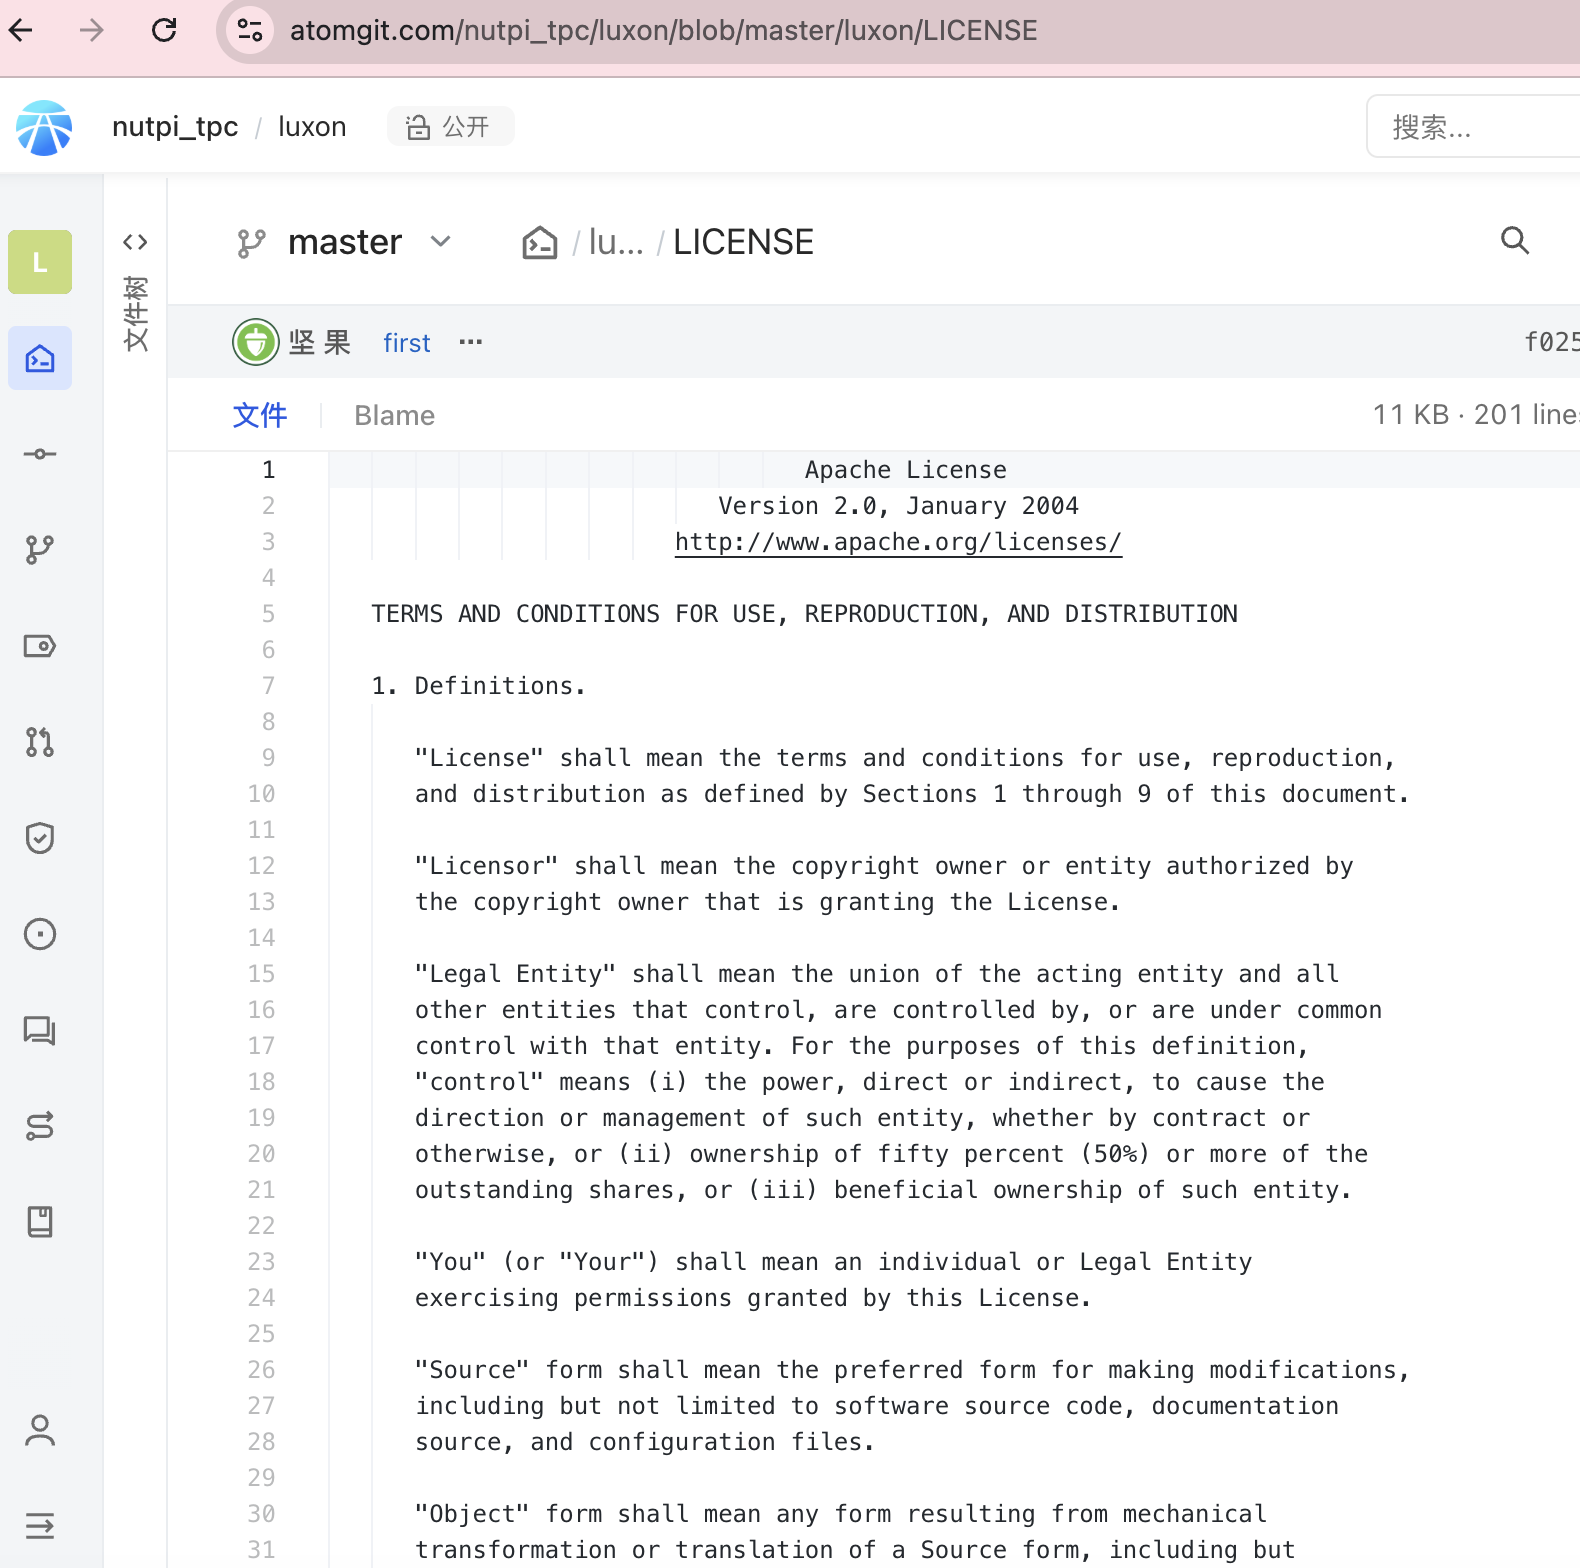 atomgit.com/nutpi_tpc/luxon/blob/master/luxon/LICENSE
nutpi_tpc / luxon 公开
搜索...
L
文件树
master / lu... / LICENSE
坚果 first ···
f025
文件 Blame
11 KB · 201 lines
1 Apache License
2 Version 2.0, January 2004
3 http://www.apache.org/licenses/
4
5 TERMS AND CONDITIONS FOR USE, REPRODUCTION, AND DISTRIBUTION
6
7 1. Definitions.
8
9 "License" shall mean the terms and conditions for use, reproduction,
10 and distribution as defined by Sections 1 through 9 of this document.
11
12 "Licensor" shall mean the copyright owner or entity authorized by
13 the copyright owner that is granting the License.
14
15 "Legal Entity" shall mean the union of the acting entity and all
16 other entities that control, are controlled by, or are under common
17 control with that entity. For the purposes of this definition,
18 "control" means (i) the power, direct or indirect, to cause the
19 direction or management of such entity, whether by contract or
20 otherwise, or (ii) ownership of fifty percent (50%) or more of the
21 outstanding shares, or (iii) beneficial ownership of such entity.
22
23 "You" (or "Your") shall mean an individual or Legal Entity
24 exercising permissions granted by this License.
25
26 "Source" form shall mean the preferred form for making modifications,
27 including but not limited to software source code, documentation
28 source, and configuration files.
29
30 "Object" form shall mean any form resulting from mechanical
31 transformation or translation of a Source form, including but